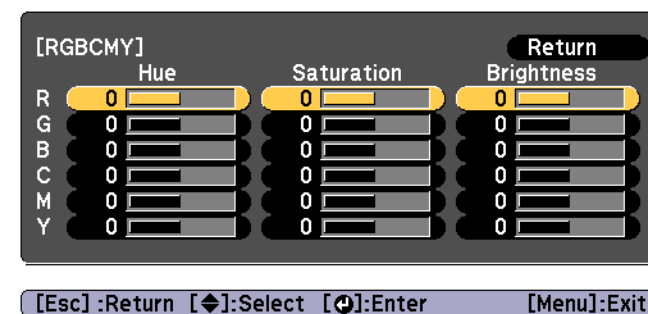 [RGBCMY] Return
Hue Saturation Brightness
R 0 0 0
G 0 0 0
B 0 0 0
C 0 0 0
M 0 0 0
Y 0 0 0
[Esc] :Return [◆]:Select [⏎]:Enter [Menu]:Exit